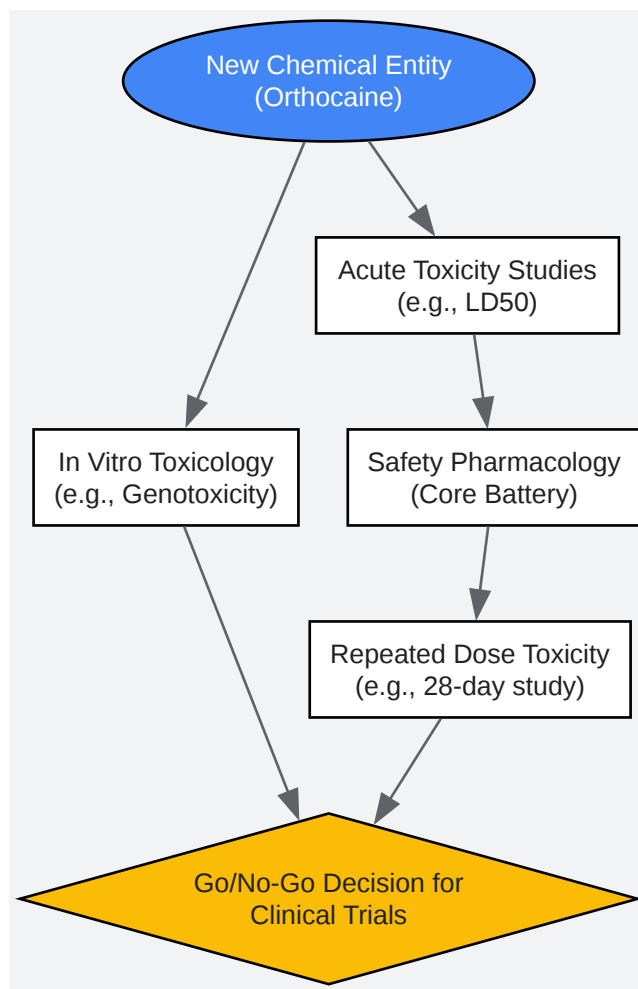 New Chemical Entity
(Orthocaine)
Acute Toxicity Studies
(e.g., LD50)
In Vitro Toxicology
(e.g., Genotoxicity)
Safety Pharmacology
(Core Battery)
Repeated Dose Toxicity
(e.g., 28-day study)
Go/No-Go Decision for
Clinical Trials